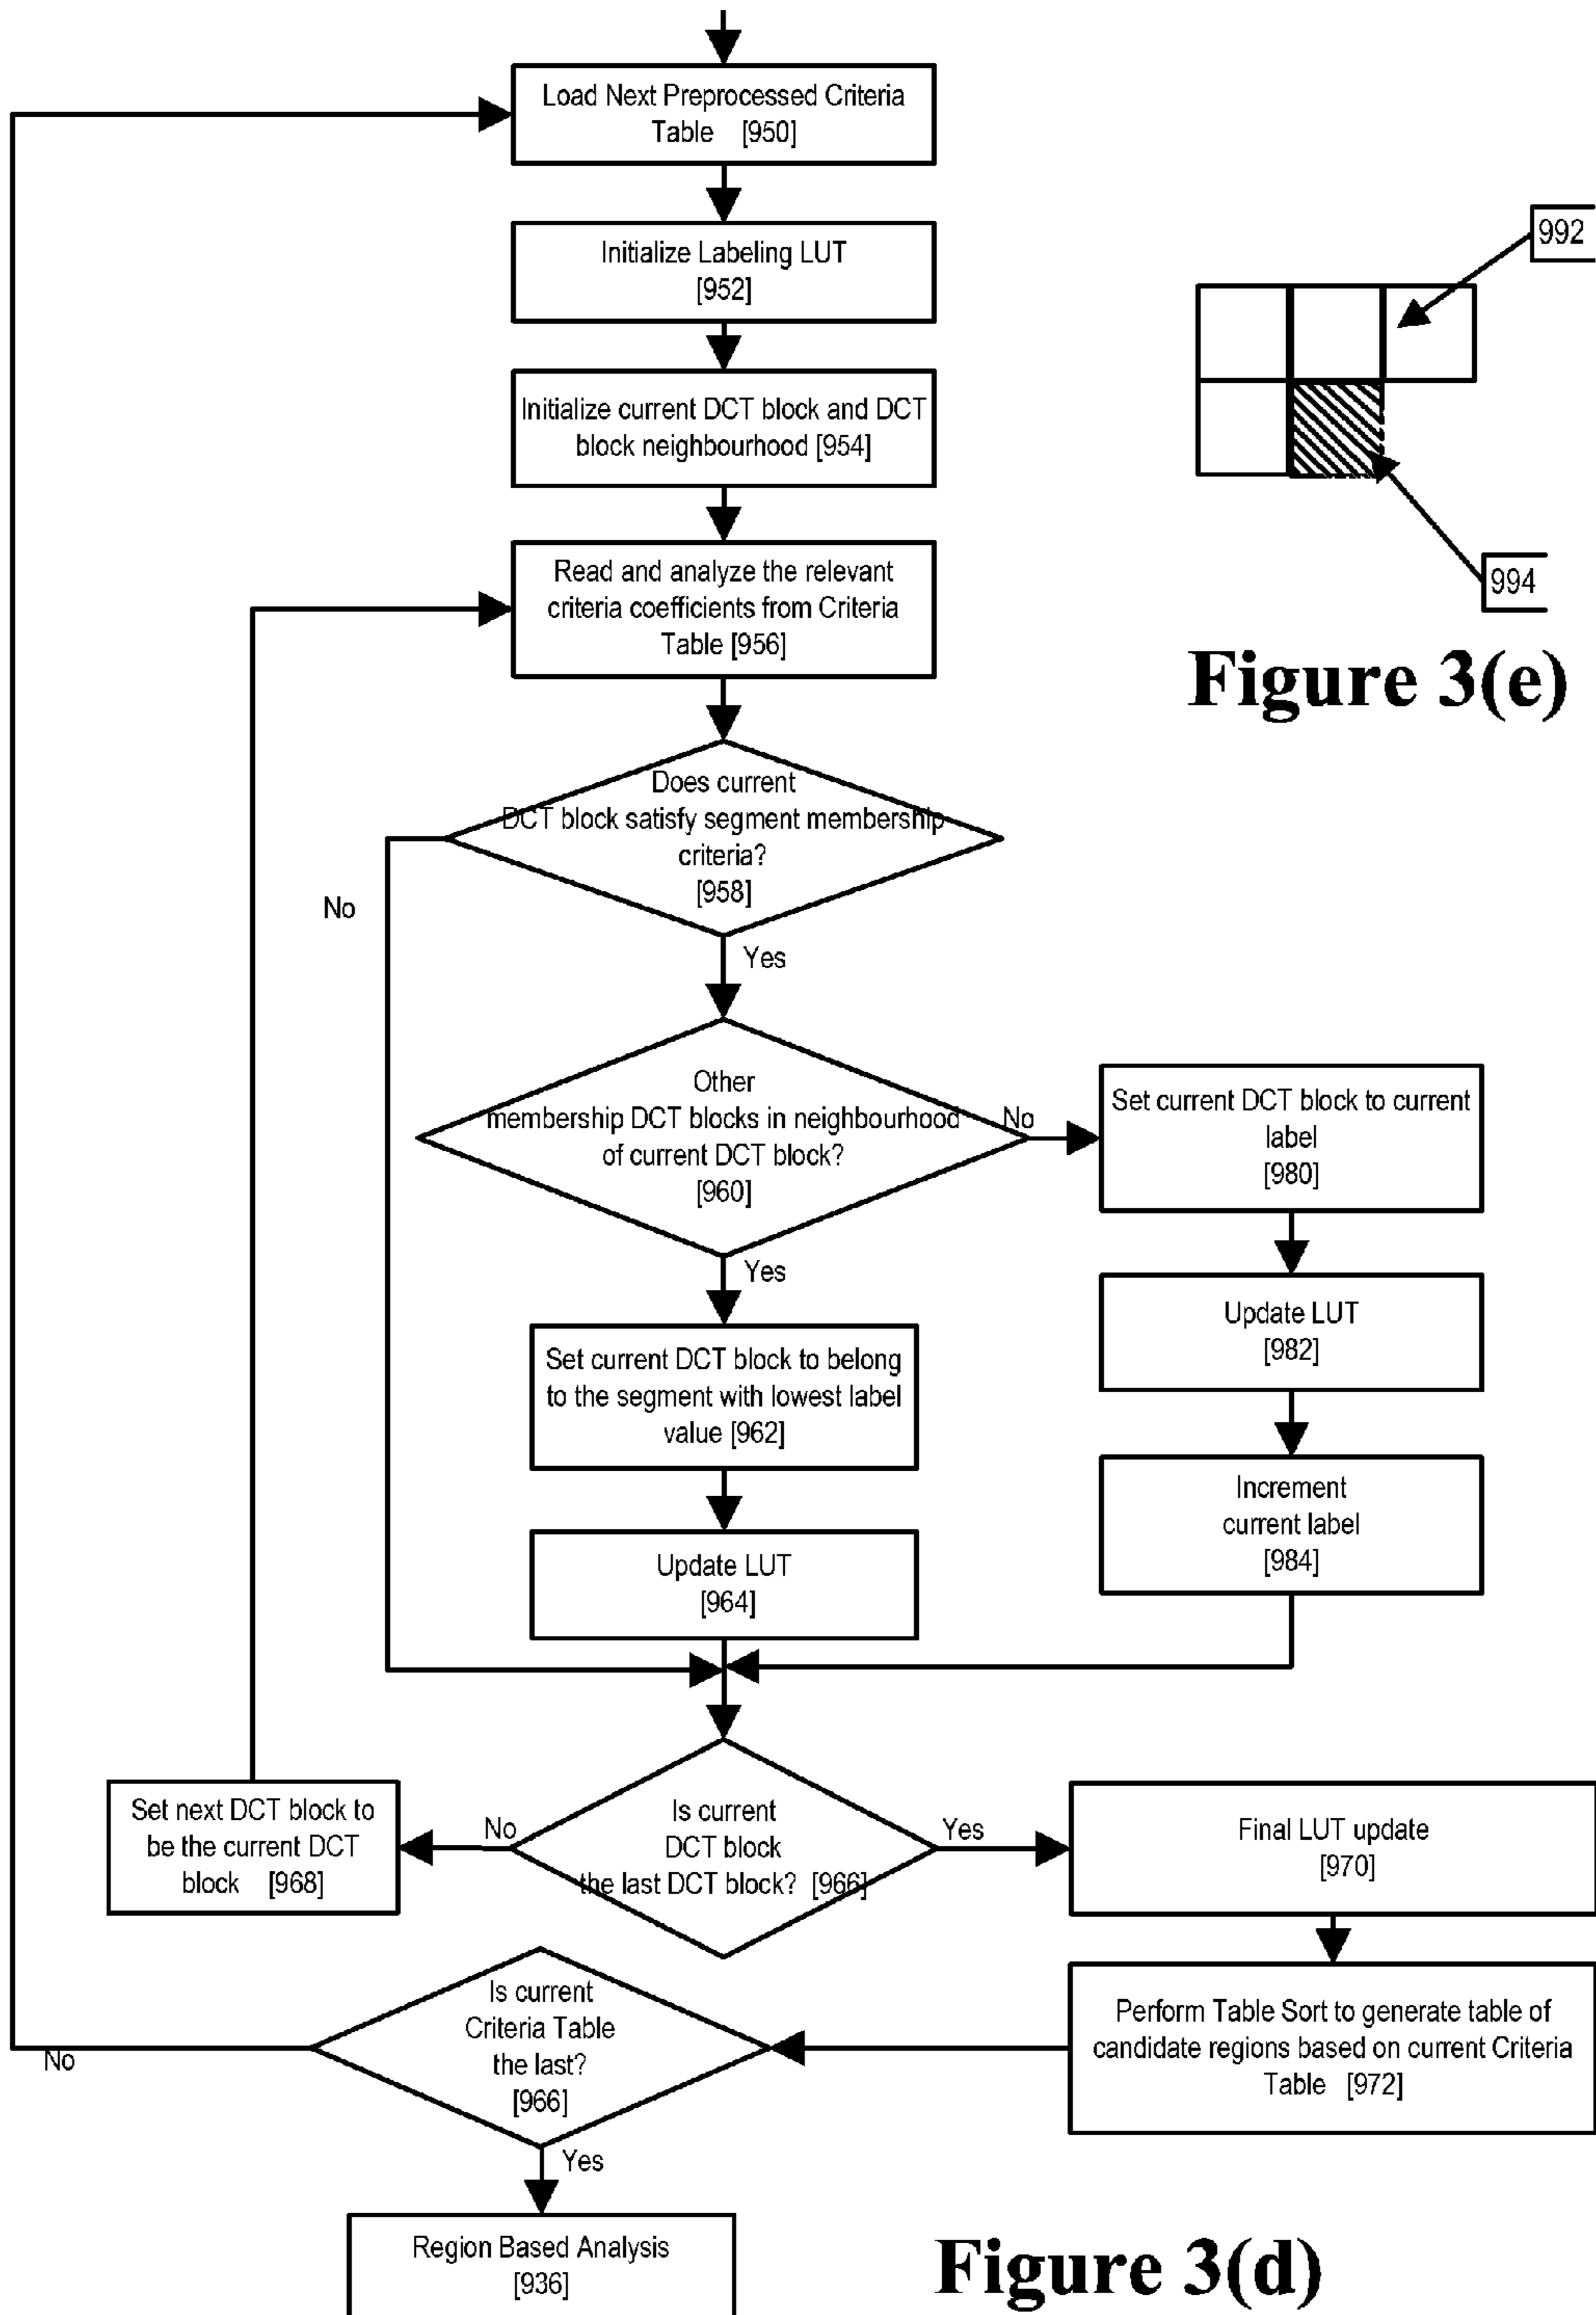 Load Next Preprocessed Criteria
Table [950]
Initialize Labeling LUT
[952]
992
Initialize current DCT block and DCT
block neighbourhood [954]
Read and analyze the relevant
criteria coefficients from Criteria
Table [956]
994
Figure 3(e)
Does current
DCT block satisfy segment membership
criteria?
[958]
No
Yes
Other
membership DCT blocks in neighbourhood
of current DCT block?
[960]
No
Set current DCT block to current
label
[980]
Yes
Update LUT
[982]
Set current DCT block to belong
to the segment with lowest label
value [962]
Increment
current label
[984]
Update LUT
[964]
Is current
DCT block
the last DCT block? [966]
No
Set next DCT block to
be the current DCT
block [968]
Yes
Final LUT update
[970]
Perform Table Sort to generate table of
candidate regions based on current Criteria
Table [972]
Is current
Criteria Table
the last?
[966]
No
Yes
Region Based Analysis
[936]
Figure 3(d)